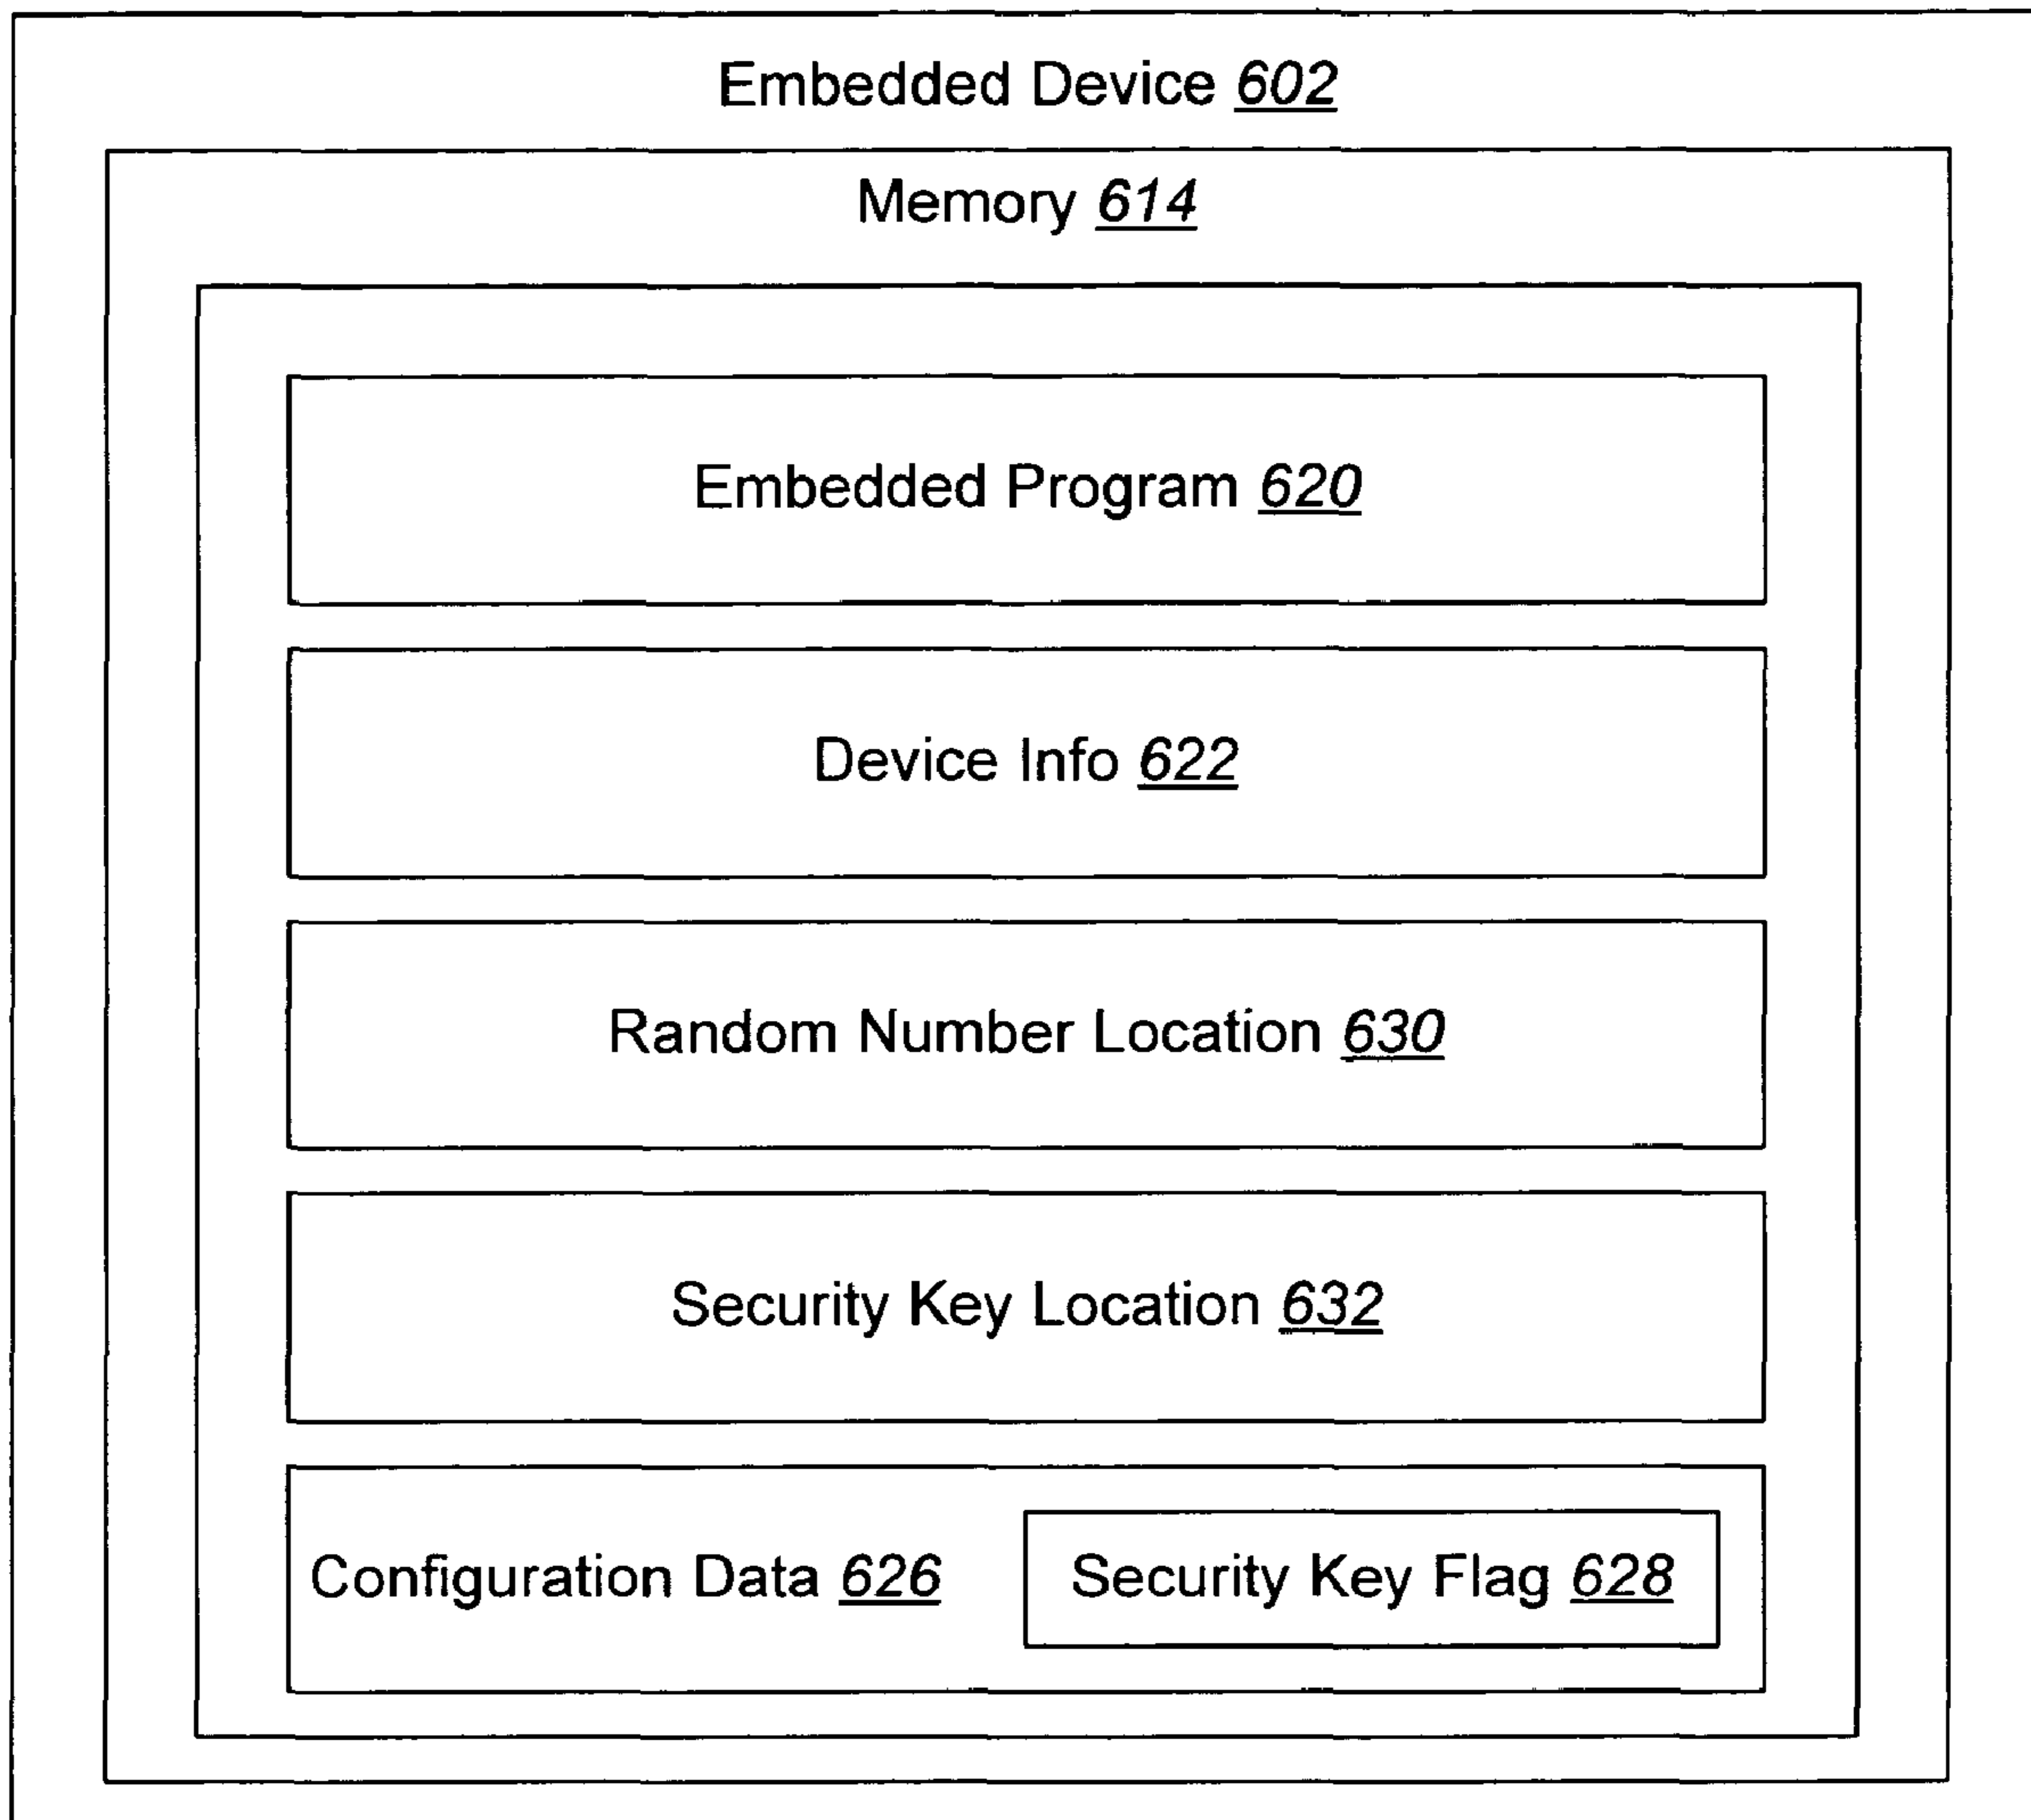 Embedded Device 602
Memory 614
Embedded Program 620
Device Info 622
Random Number Location 630
Security Key Location 632
Configuration Data 626
Security Key Flag 628